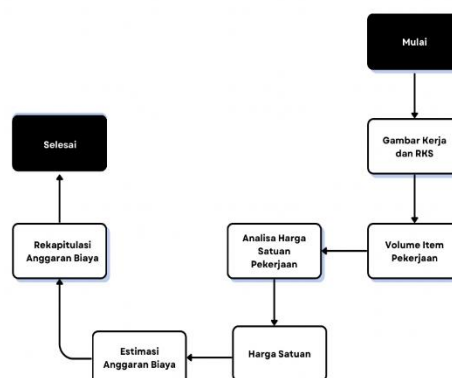 Mulai
Gambar Kerja
dan RKS
Volume Item
Pekerjaan
Analisa Harga
Satuan
Pekerjaan
Harga Satuan
Estimasi
Anggaran Biaya
Rekapitulasi
Anggaran Biaya
Selesai